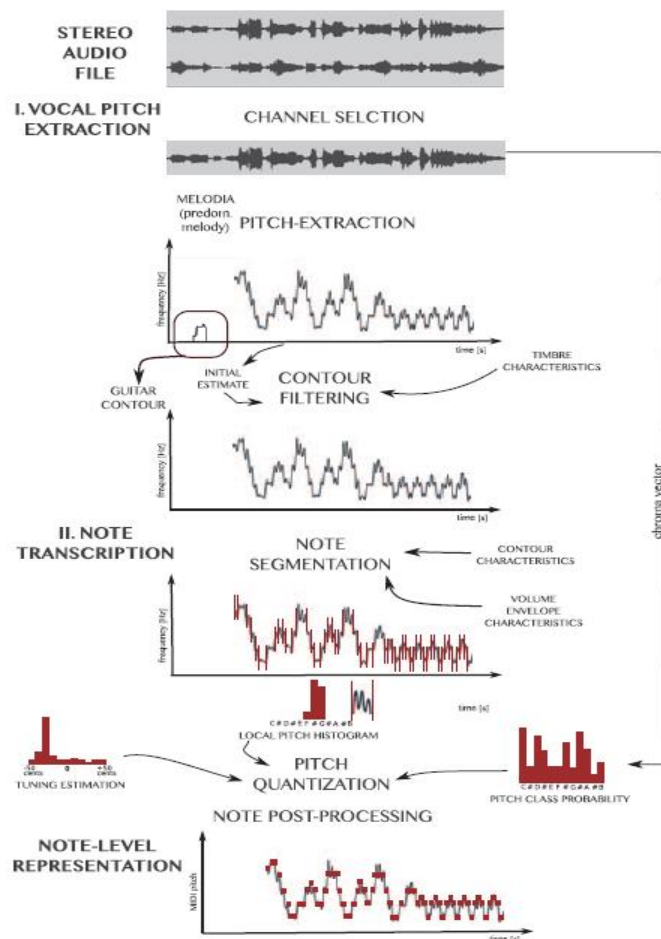 STEREO
AUDIO
FILE
I. VOCAL PITCH
EXTRACTION
CHANNEL SELCTION
MELODIA
(predom.
melody)
PITCH-EXTRACTION
frequency [Hz]
time [s]
GUITAR
CONTOUR
INITIAL
ESTIMATE
CONTOUR
FILTERING
TIMBRE
CHARACTERISTICS
frequency [Hz]
time [s]
chroma vector
II. NOTE
TRANSCRIPTION
NOTE
SEGMENTATION
CONTOUR
CHARACTERISTICS
VOLUME
ENVELOPE
CHARACTERISTICS
frequency [Hz]
time [s]
C#D#EF#G#A#B
LOCAL PITCH HISTOGRAM
-50 0 +50
cents cents
TUNING ESTIMATION
PITCH
QUANTIZATION
C#D#EF#G#A#B
PITCH CLASS PROBABILITY
NOTE POST-PROCESSING
NOTE-LEVEL
REPRESENTATION
MIDI pitch
time [s]